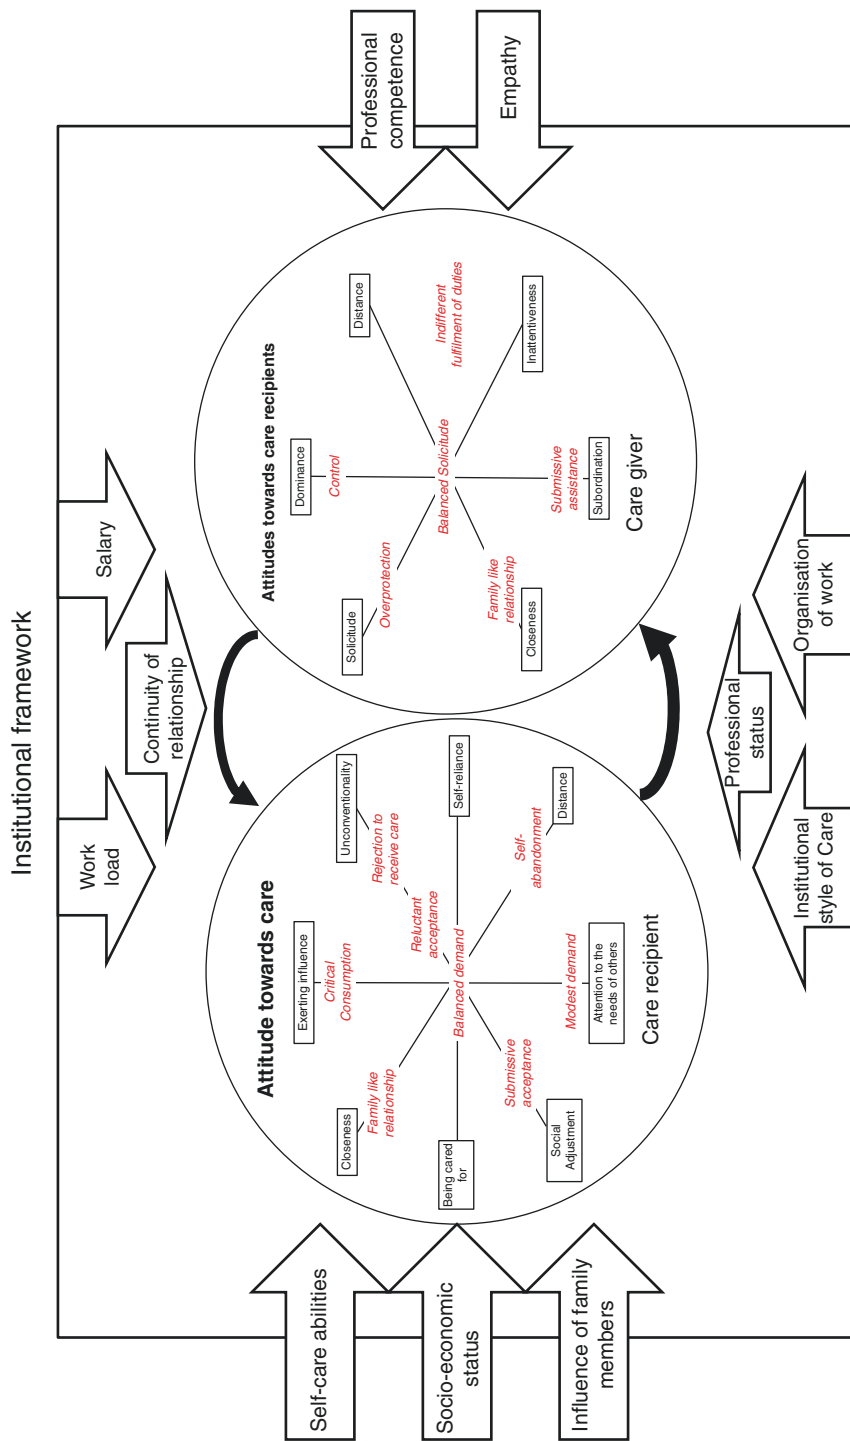 Institutional framework
Work
load
Salary
Continuity of
relationship
Self-care abilities
Socio-economic
status
Influence of family
members
Attitude towards care
Exerting influence
Critical
Consumption
Unconventionality
Rejection to
receive care
Reluctant
acceptance
Closeness
Family like
relationship
Being cared
for
Balanced demand
Self-reliance
Submissive
acceptance
Social
Adjustment
Modest demand
Attention to the
needs of others
Self-
abandonment
Distance
Care recipient
Attitudes towards care recipients
Dominance
Control
Solicitude
Overprotection
Distance
Balanced Solicitude
Indifferent
fulfilment of duties
Family like
relationship
Closeness
Submissive
assistance
Subordination
Inattentiveness
Care giver
Professional
competence
Empathy
Professional
status
Institutional
style of Care
Organisation
of work